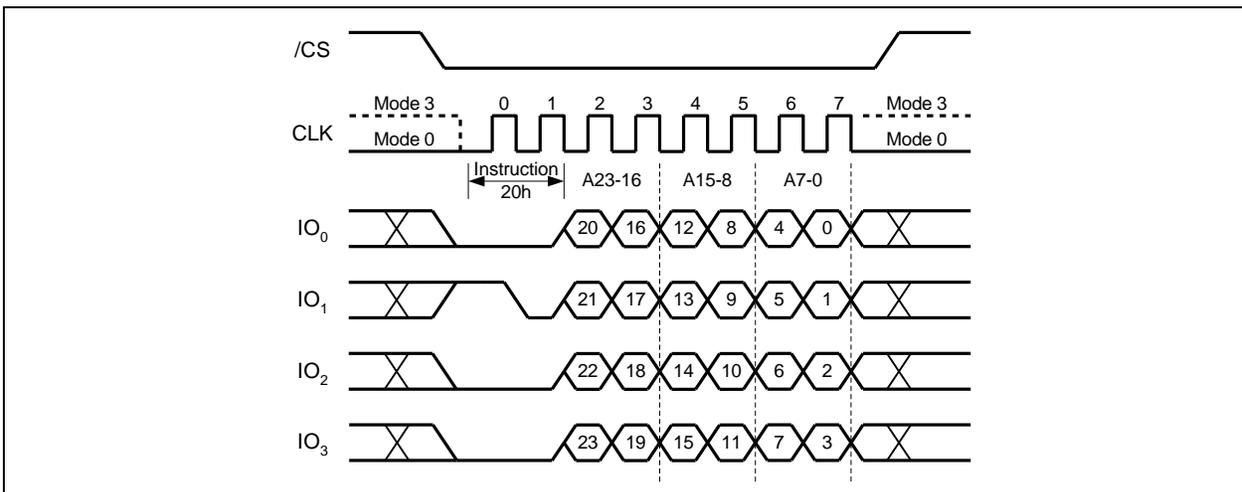 /CS
Mode 3 0 1 2 3 4 5 6 7 Mode 3
CLK
Mode 0 Mode 0
Instruction A23-16 A15-8 A7-0
20h
IO0 20 16 12 8 4 0
IO1 21 17 13 9 5 1
IO2 22 18 14 10 6 2
IO3 23 19 15 11 7 3